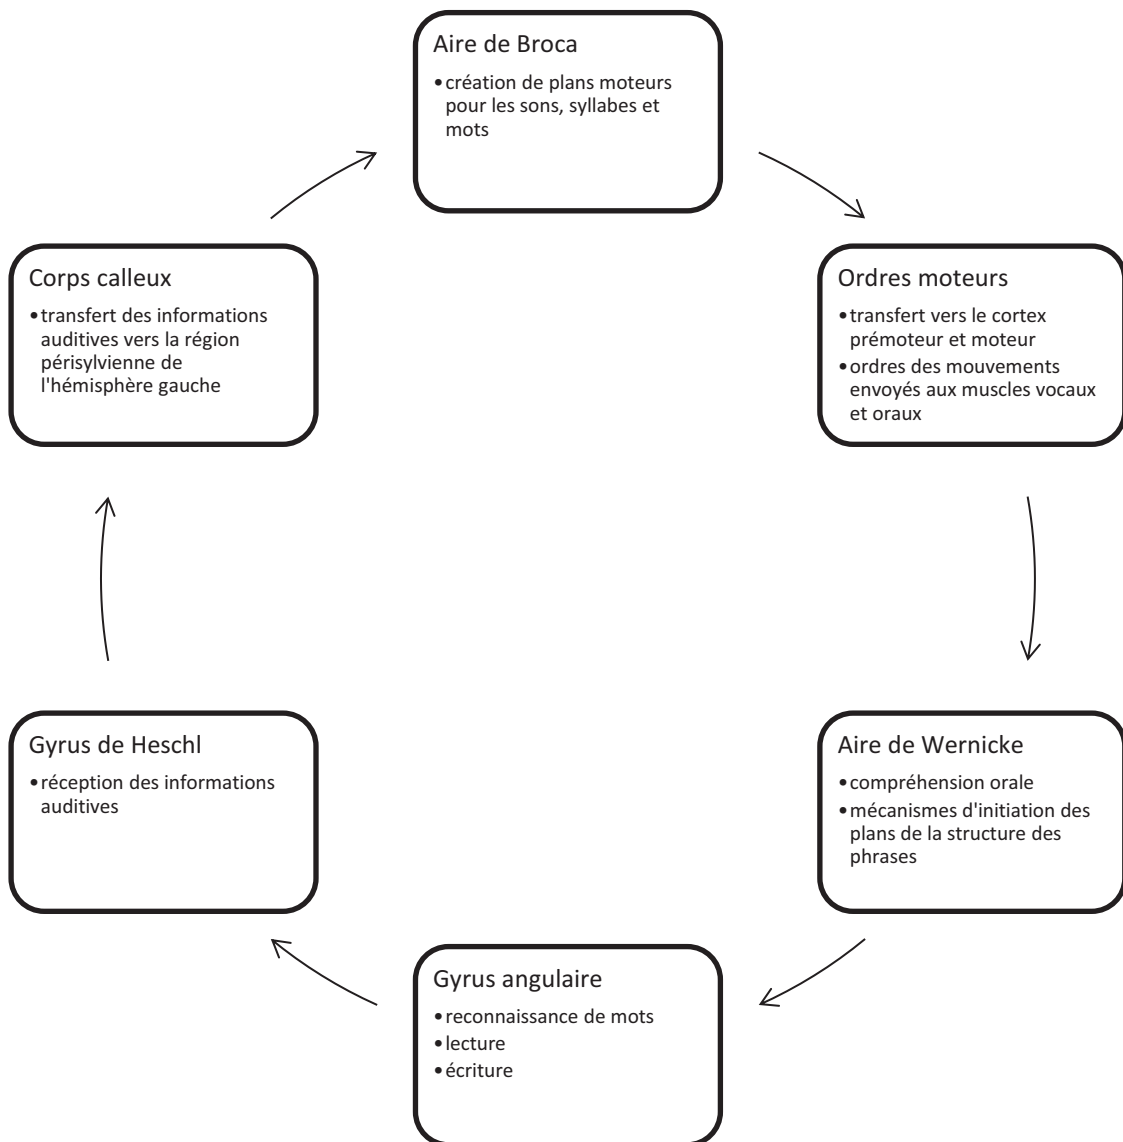 Aire de Broca
•création de plans moteurs
pour les sons, syllabes et
mots
Ordres moteurs
•transfert vers le cortex
prémoteur et moteur
•ordres des mouvements
envoyés aux muscles vocaux
et oraux
Aire de Wernicke
•compréhension orale
•mécanismes d'initiation des
plans de la structure des
phrases
Gyrus angulaire
•reconnaissance de mots
•lecture
•écriture
Gyrus de Heschl
•réception des informations
auditives
Corps calleux
•transfert des informations
auditives vers la région
périsylvienne de
l'hémisphère gauche